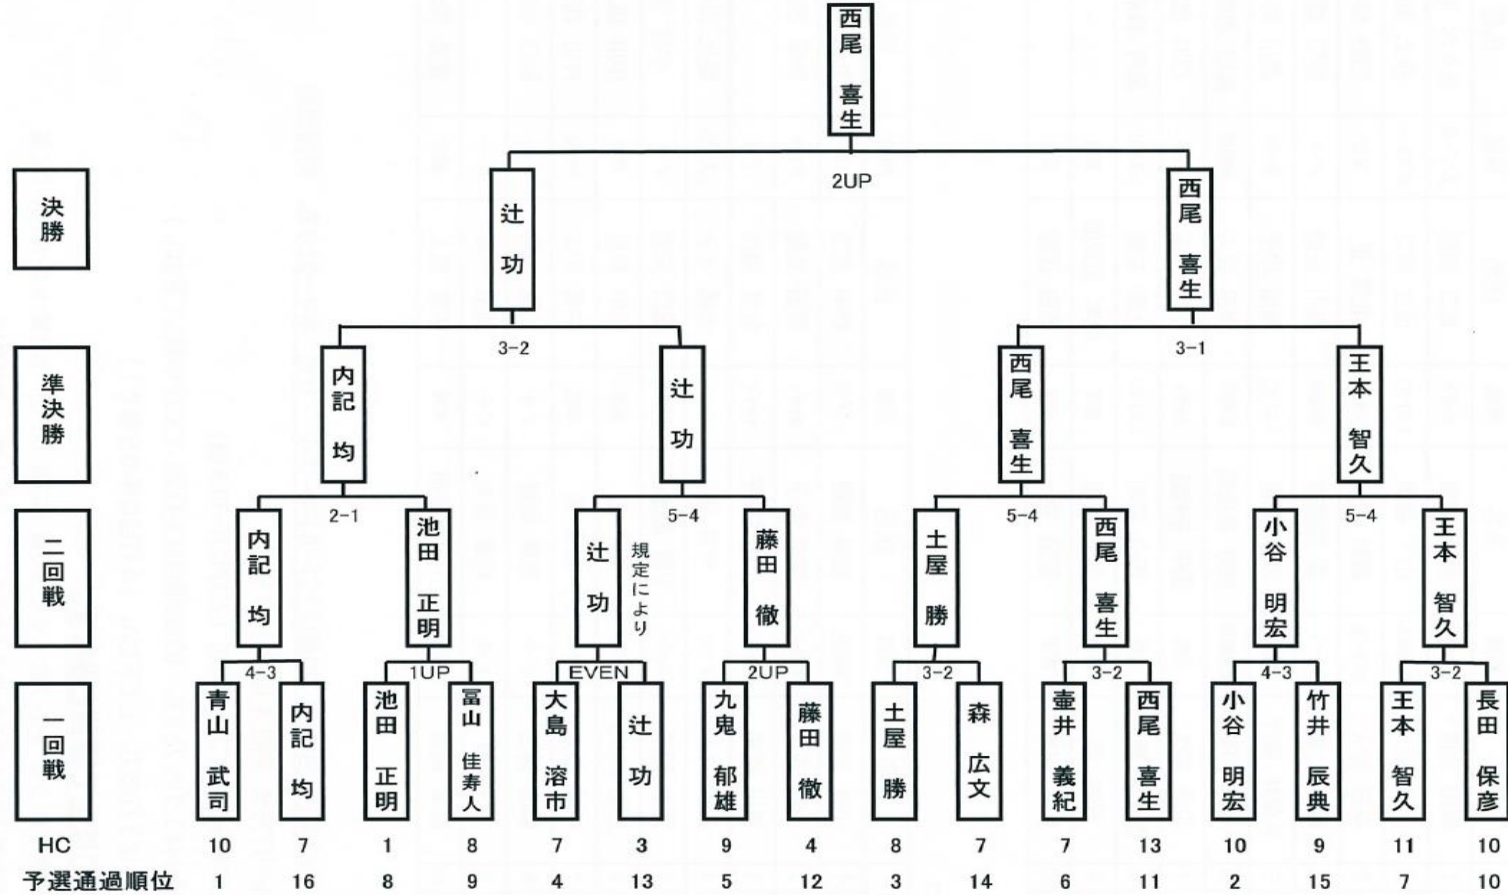 西尾 喜生
2UP
決勝
辻 功
西尾 喜生
3-2
3-1
準決勝
内記 均
辻 功
西尾 喜生
王本 智久
2-1
5-4
5-4
5-4
二回戦
内記 均
池田 正明
辻 功
規定により
藤田 徹
土屋 勝
西尾 喜生
小谷 明宏
王本 智久
4-3
1UP
EVEN
2UP
3-2
3-2
4-3
3-2
一回戦
青山 武司
内記 均
池田 正明
冨山 佳寿人
大島 溶市
辻 功
九鬼 郁雄
藤田 徹
土屋 勝
森 広文
壷井 義紀
西尾 喜生
小谷 明宏
竹井 辰典
王本 智久
長田 保彦
HC 10 7 1 8 7 3 9 4 8 7 7 13 10 9 11 10
予選通過順位 1 16 8 9 4 13 5 12 3 14 6 11 2 15 7 10